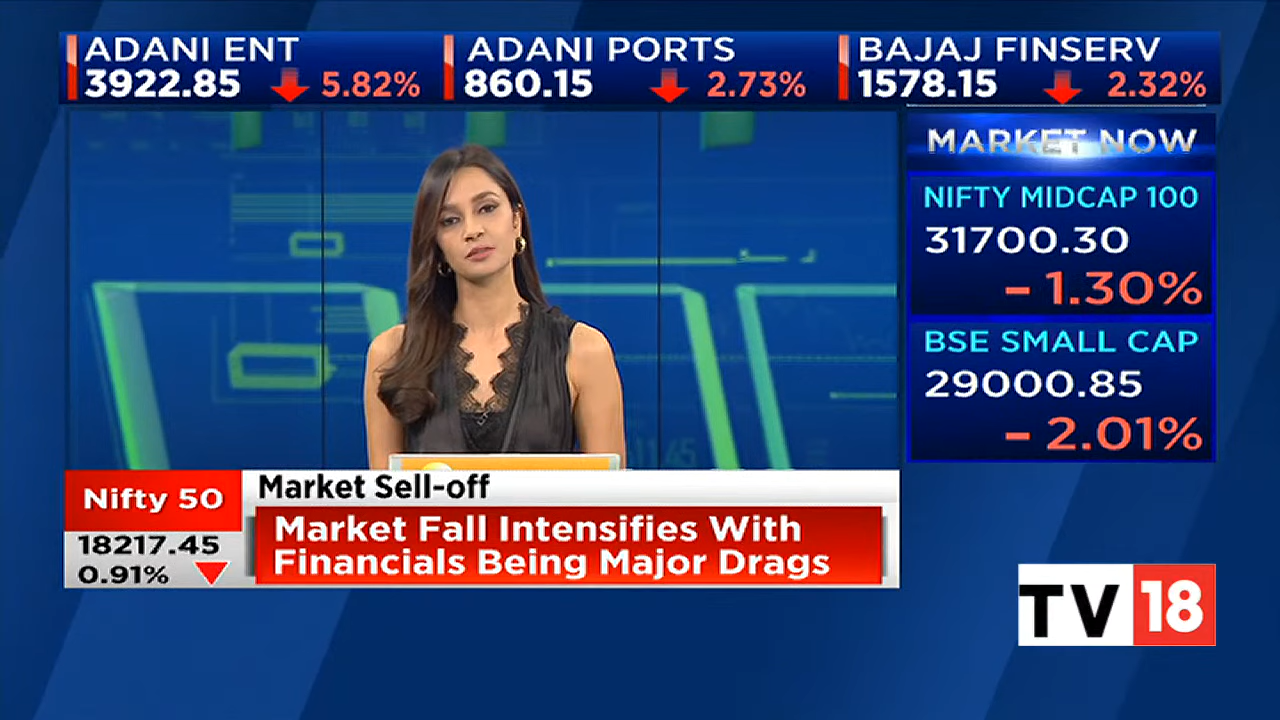 ADANI ENT
3922.85 5.82%
ADANI PORTS
860.15 2.73%
BAJAJ FINSERV
1578.15 2.32%
MARKET NOW
NIFTY MIDCAP 100
31700.30
– 1.30%
BSE SMALL CAP
29000.85
– 2.01%
Nifty 50
18217.45
0.91%
Market Sell-off
Market Fall Intensifies With
Financials Being Major Drags
TV18